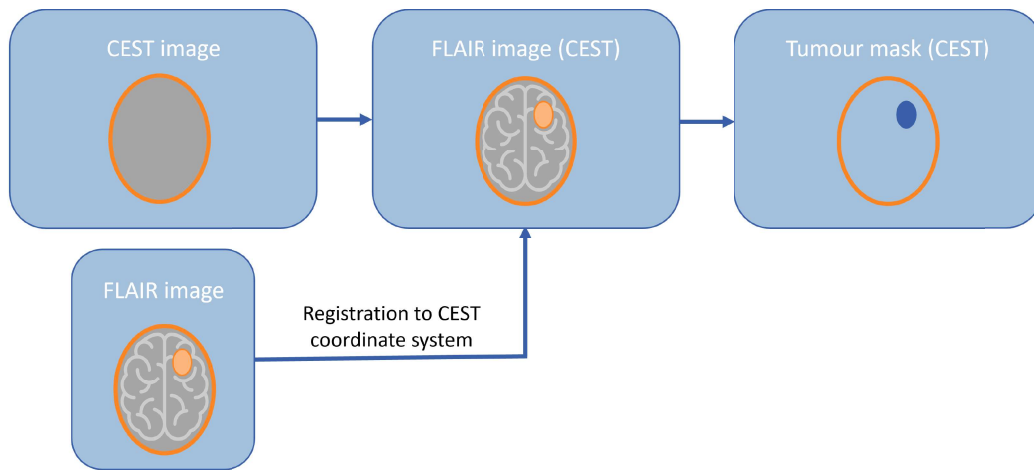 CEST image
FLAIR image (CEST)
Tumour mask (CEST)
FLAIR image
Registration to CEST
coordinate system